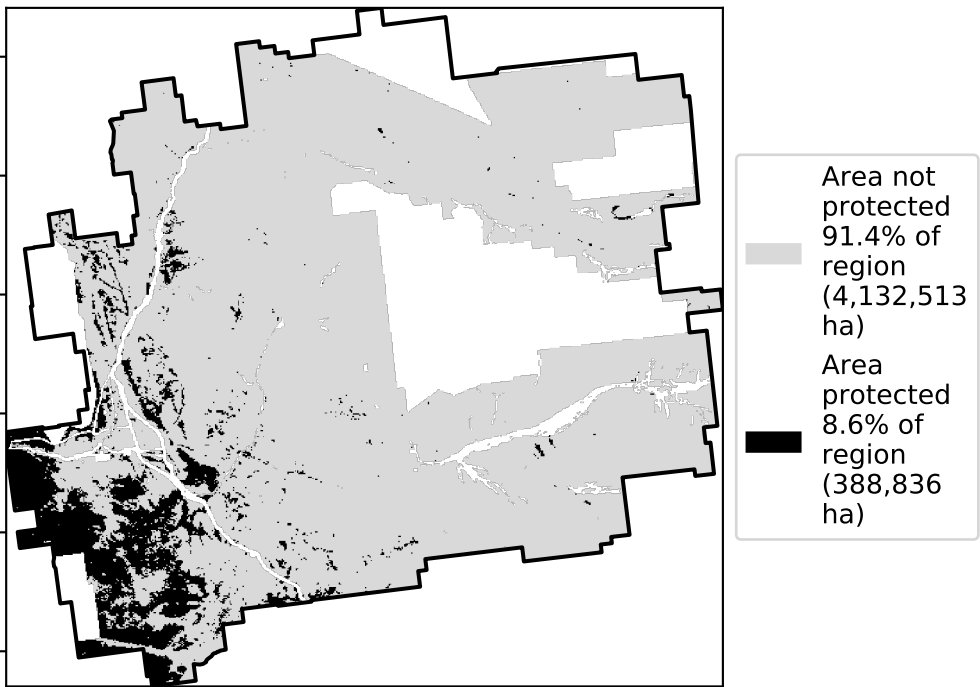 Area not
protected
91.4% of
region
(4,132,513
ha)
Area
protected
8.6% of
region
(388,836
ha)